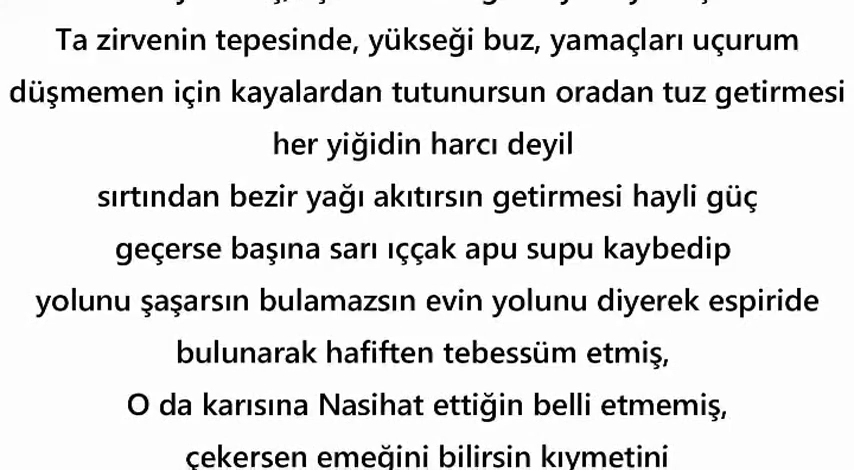 Ta zirvenin tepesinde, yükseği buz, yamaçları uçurum
düşmemen için kayalardan tutunursun oradan tuz getirmesi
her yiğidin harcı deyil
sırtından bezir yağı akıtırsın getirmesi hayli güç
geçerse başına sarı ıççak apu supu kaybedip
yolunu şaşarsın bulamazsın evin yolunu diyerek espiride
bulunarak hafiften tebessüm etmiş,
O da karısına Nasihat ettiğin belli etmemiş,
çekersen emeğini bilirsin kıymetini